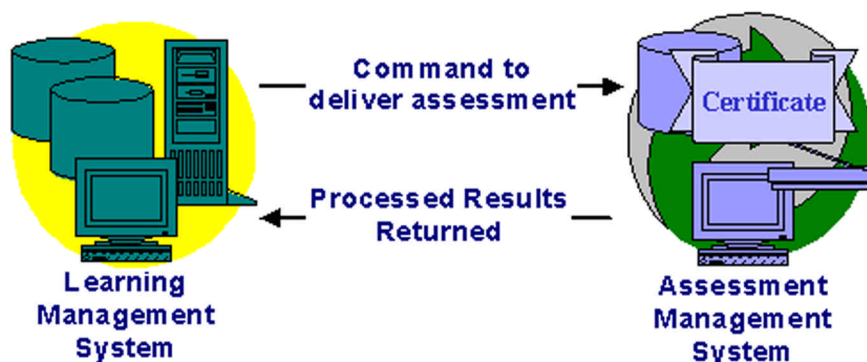 Command to
deliver assessment
Certificate
Processed Results
Returned
Learning
Management
System
Assessment
Management
System